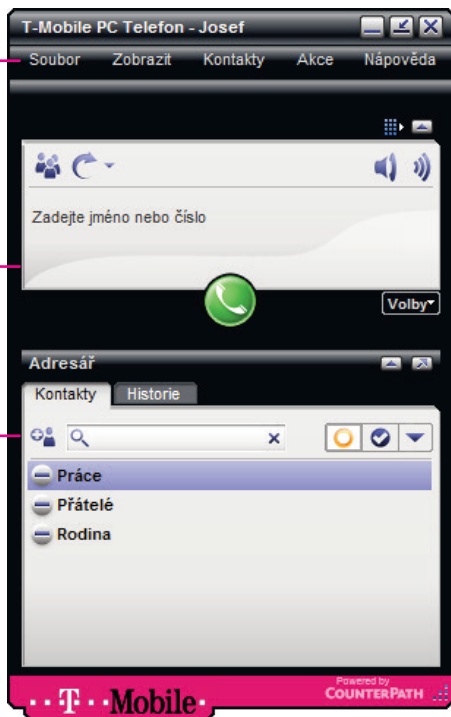 T-Mobile PC Telefon - Josef
Soubor Zobrazit Kontakty Akce Nápověda
Zadejte jméno nebo číslo
Volby
Adresář
Kontakty Historie
Práce
Přátelé
Rodina
Powered by
COUNTERPATH
T Mobile